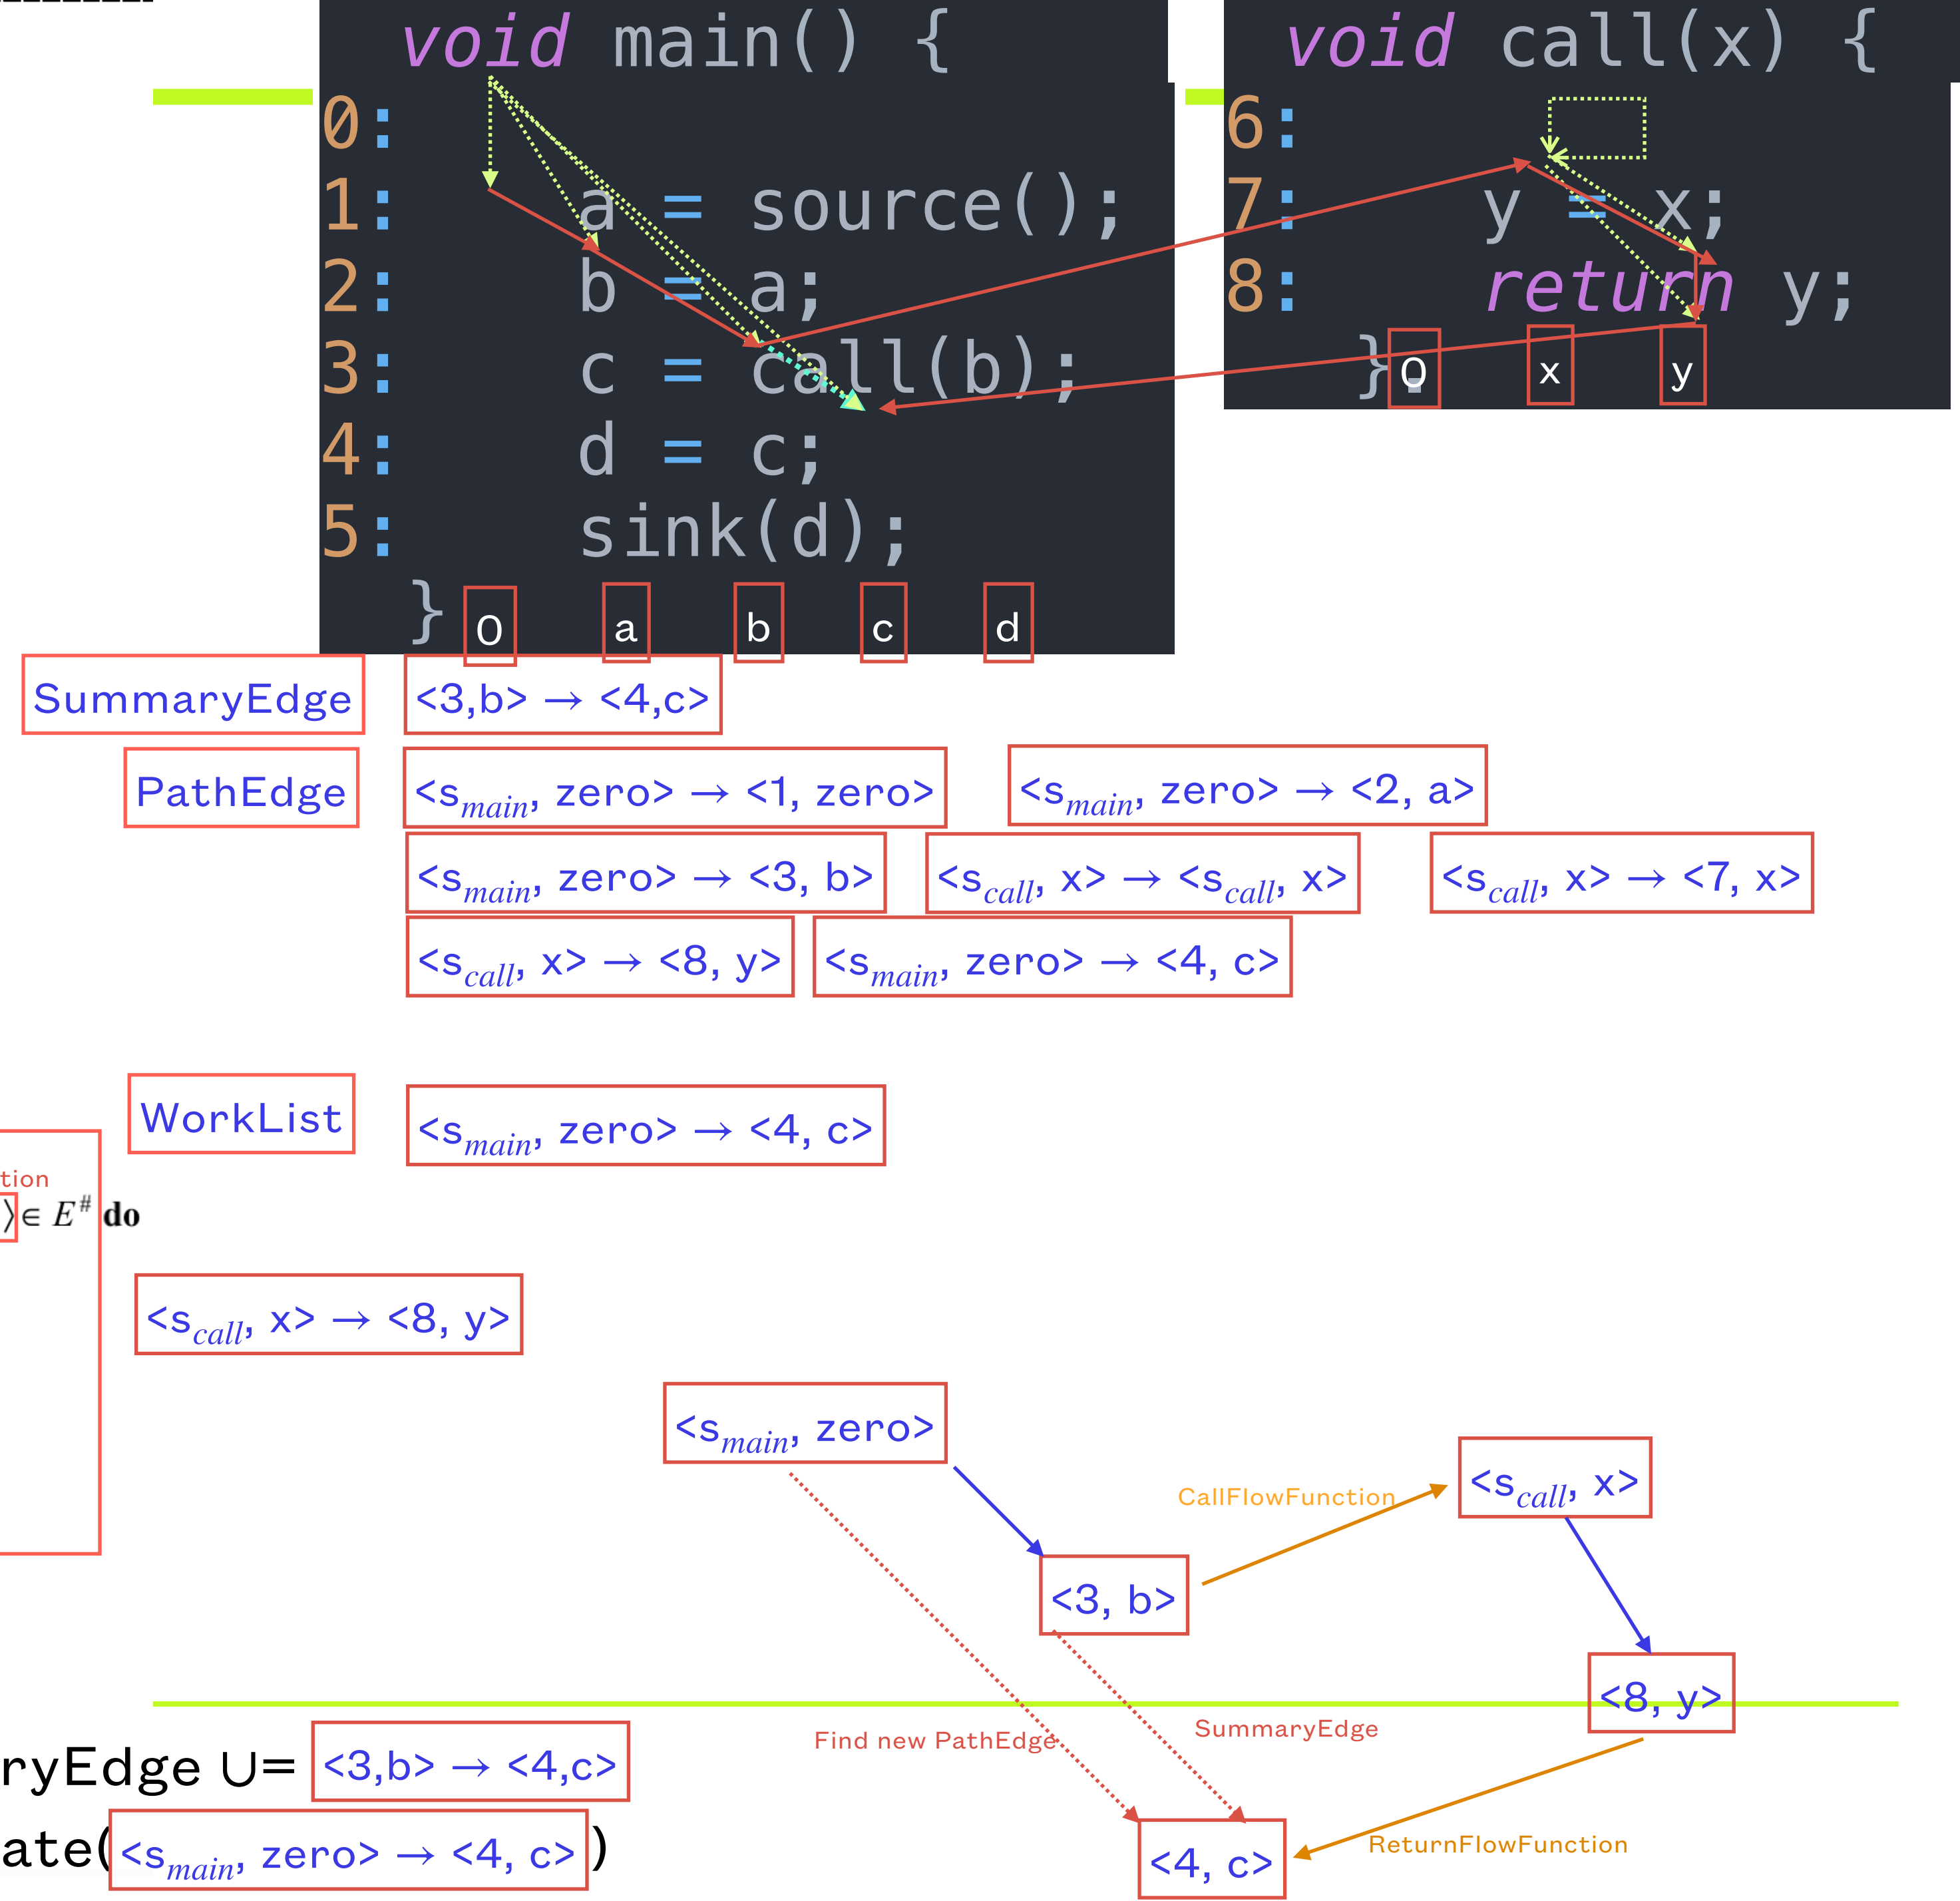 void main() {
0:
1: a = source();
2: b = a;
3: c = call(b);
4: d = c;
5: sink(d);
}
0 a b c d
void call(x) {
6:
7: y = x;
8: return y;
}
0 x y
SummaryEdge <3,b> → <4,c>
PathEdge <s_main, zero> → <1, zero> <s_main, zero> → <2, a>
<s_main, zero> → <3, b> <s_call, x> → <s_call, x> <s_call, x> → <7, x>
<s_call, x> → <8, y> <s_main, zero> → <4, c>
WorkList <s_main, zero> → <4, c>
tion
⟩∈ E# do
<s_call, x> → <8, y>
<s_main, zero>
CallFlowFunction
<s_call, x>
<3, b>
<8, y>
Find new PathEdge
SummaryEdge
ReturnFlowFunction
<4, c>
ryEdge ∪= <3,b> → <4,c>
ate(<s_main, zero> → <4, c>)